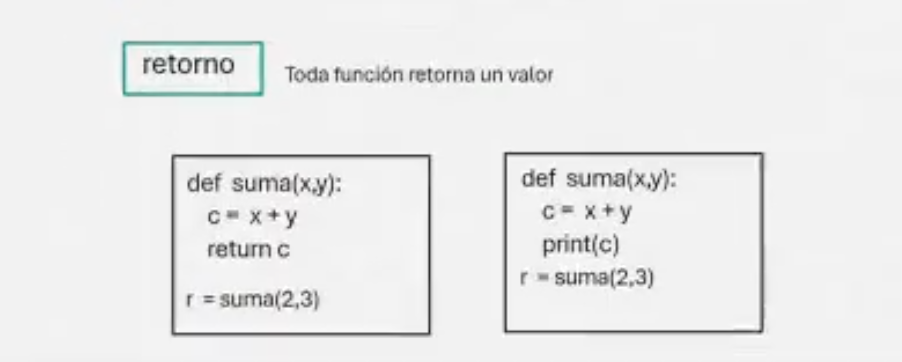 retorno
Toda función retorna un valor
def suma(x,y):
c = x + y
return c
r = suma(2,3)
def suma(x,y):
c = x + y
print(c)
r = suma(2,3)